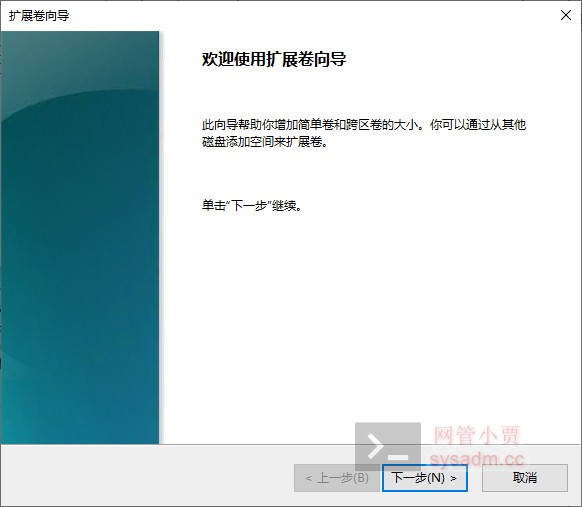 扩展卷向导
欢迎使用扩展卷向导
此向导帮助你增加简单卷和跨区卷的大小。你可以通过从其他
磁盘添加空间来扩展卷。
单击“下一步”继续。
网管小贾
sysadm.cc
< 上一步(B)
下一步(N) >
取消